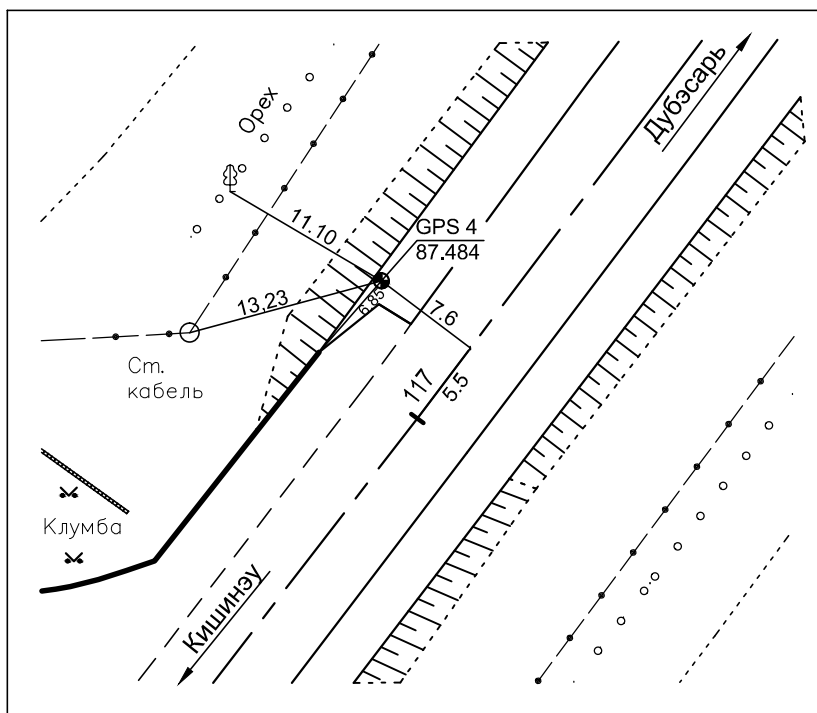 Орех
Дубэсарь
11.10
GPS 4
87.484
13,23
6.85
7.6
Ст.
кабель
117
5.5
Клумба
Кишинэу